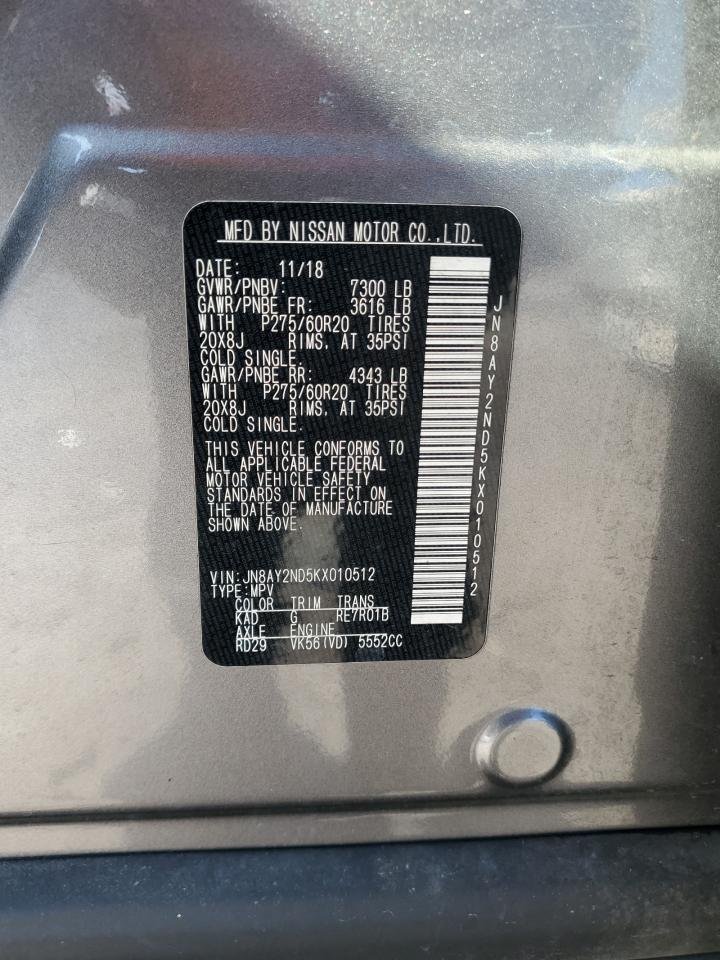 MFD BY NISSAN MOTOR CO.,LTD.
DATE: 11/18
GVWR/PNBV: 7300 LB
GAWR/PNBE FR: 3616 LB
WITH P275/60R20 TIRES
20X8J RIMS, AT 35PSI
COLD SINGLE.
GAWR/PNBE RR: 4343 LB
WITH P275/60R20 TIRES
20X8J RIMS, AT 35PSI
COLD SINGLE.
THIS VEHICLE CONFORMS TO
ALL APPLICABLE FEDERAL
MOTOR VEHICLE SAFETY
STANDARDS IN EFFECT ON
THE DATE OF MANUFACTURE
SHOWN ABOVE.
VIN:JN8AY2ND5KX010512
TYPE:MPV
COLOR TRIM TRANS
KAD G RE7R01B
AXLE ENGINE
RD29 VK56(VD) 5552CC
JN8AY2ND5KX010512